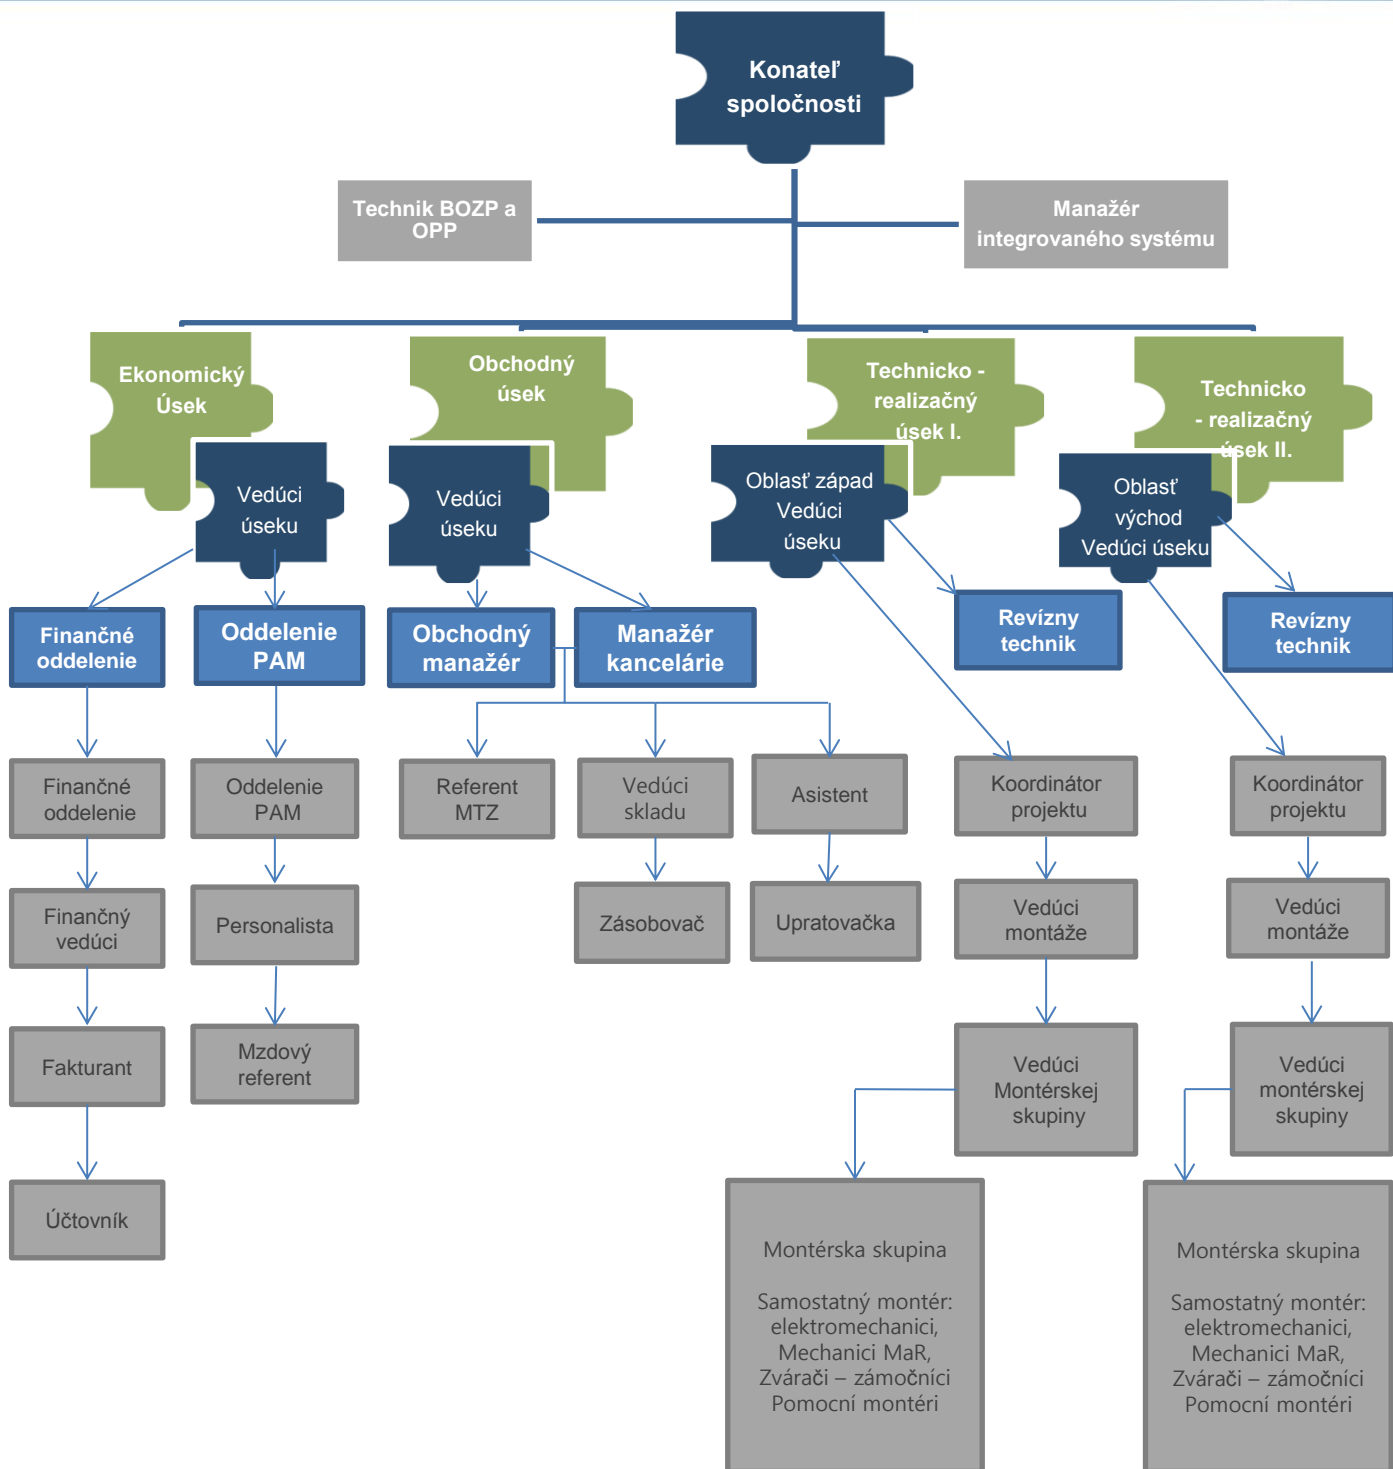 Konateľ
spoločnosti
Technik BOZP a
OPP
Manažér
integrovaného systému
Ekonomický
Úsek
Obchodný
úsek
Technicko -
realizačný
úsek I.
Technicko
- realizačný
úsek II.
Vedúci
úseku
Vedúci
úseku
Oblasť západ
Vedúci
úseku
Oblasť
východ
Vedúci úseku
Finančné
oddelenie
Oddelenie
PAM
Obchodný
manažér
Manažér
kancelárie
Revízny
technik
Revízny
technik
Finančné
oddelenie
Oddelenie
PAM
Referent
MTZ
Vedúci
skladu
Asistent
Koordinátor
projektu
Koordinátor
projektu
Finančný
vedúci
Personalista
Zásobovač
Upratovačka
Vedúci
montáže
Vedúci
montáže
Fakturant
Mzdový
referent
Vedúci
Montérskej
skupiny
Vedúci
montérskej
skupiny
Účtovník
Montérska skupina
Samostatný montér:
elektromechanici,
Mechanici MaR,
Zvárači – zámočníci
Pomocní montéri
Montérska skupina
Samostatný montér:
elektromechanici,
Mechanici MaR,
Zvárači – zámočníci
Pomocní montéri